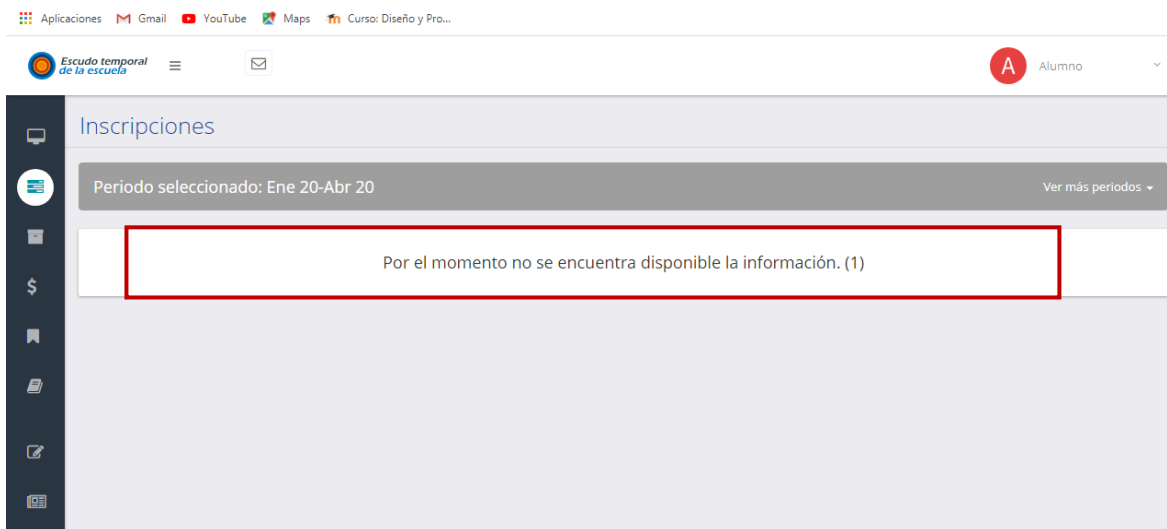 Aplicaciones Gmail YouTube Maps Curso: Diseño y Pro...
Escudo temporal
de la escuela
A Alumno
Inscripciones
Periodo seleccionado: Ene 20-Abr 20 Ver más periodos
Por el momento no se encuentra disponible la información. (1)
$